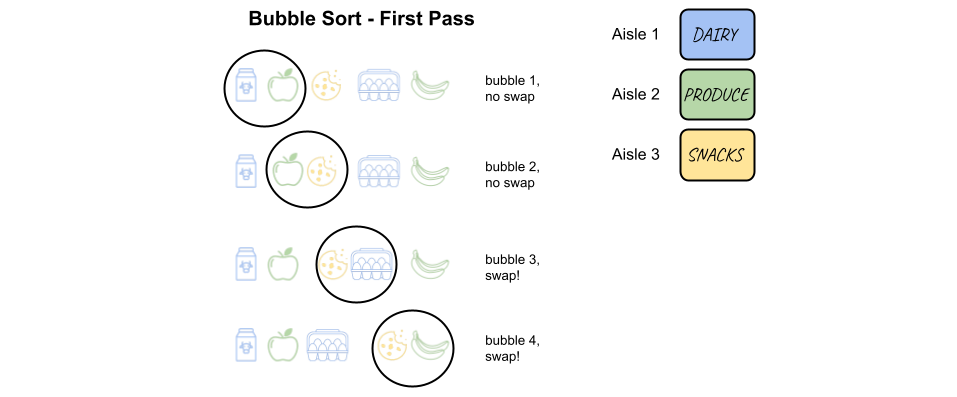 Bubble Sort - First Pass
bubble 1,
no swap
bubble 2,
no swap
bubble 3,
swap!
bubble 4,
swap!
Aisle 1
DAIRY
Aisle 2
PRODUCE
Aisle 3
SNACKS